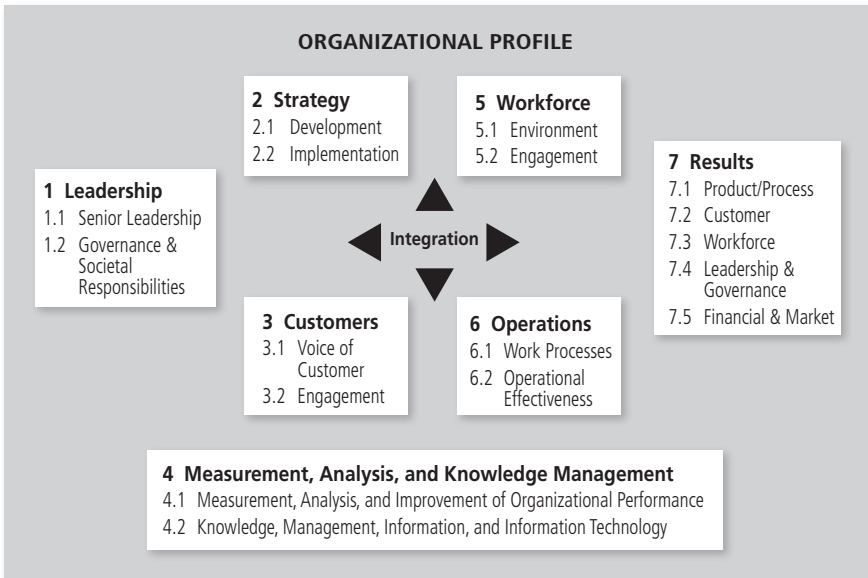 ORGANIZATIONAL PROFILE
2 Strategy
2.1 Development
2.2 Implementation
5 Workforce
5.1 Environment
5.2 Engagement
1 Leadership
1.1 Senior Leadership
1.2 Governance &
Societal
Responsibilities
Integration
7 Results
7.1 Product/Process
7.2 Customer
7.3 Workforce
7.4 Leadership &
Governance
7.5 Financial & Market
3 Customers
3.1 Voice of
Customer
3.2 Engagement
6 Operations
6.1 Work Processes
6.2 Operational
Effectiveness
4 Measurement, Analysis, and Knowledge Management
4.1 Measurement, Analysis, and Improvement of Organizational Performance
4.2 Knowledge, Management, Information, and Information Technology